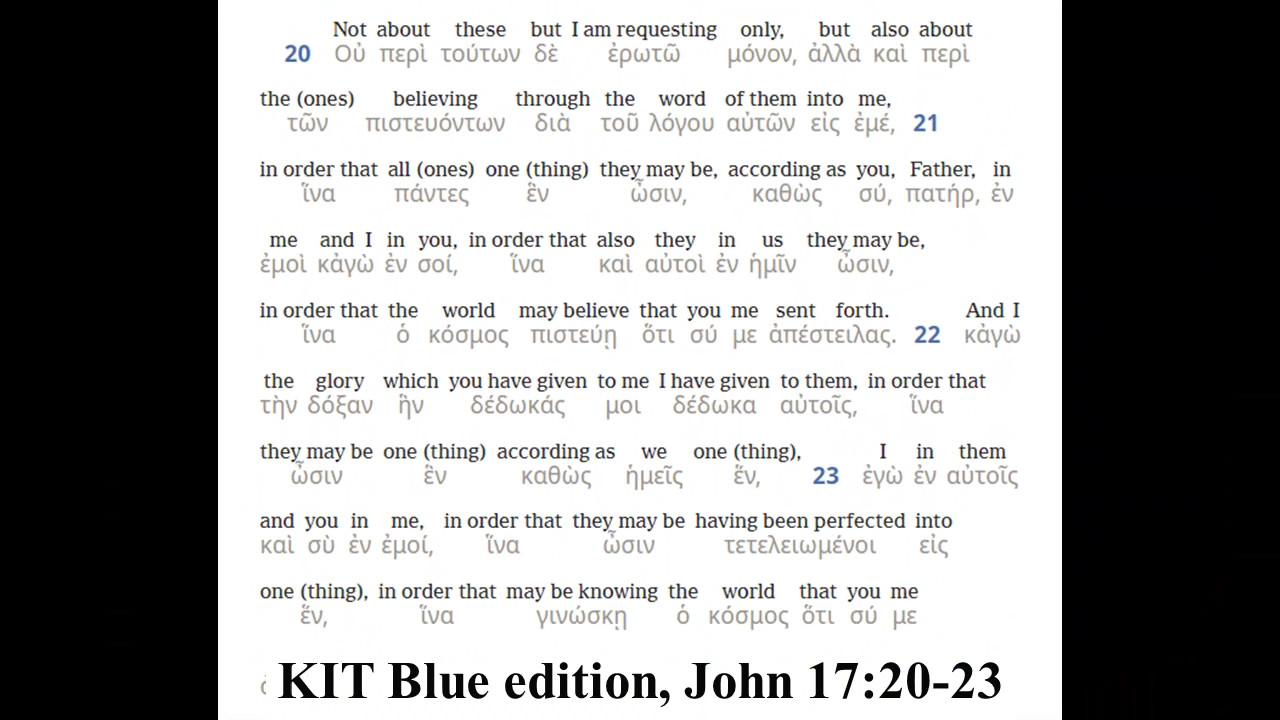 Not about these but I am requesting only, but also about
20 Οὐ περὶ τούτων δὲ ἐρωτῶ μόνον, ἀλλὰ καὶ περὶ
the (ones) believing through the word of them into me,
τῶν πιστευόντων διὰ τοῦ λόγου αὐτῶν εἰς ἐμέ, 21
in order that all (ones) one (thing) they may be, according as you, Father, in
ἵνα πάντες ἓν ὦσιν, καθὼς σύ, πατήρ, ἐν
me and I in you, in order that also they in us they may be,
ἐμοὶ κἀγὼ ἐν σοί, ἵνα καὶ αὐτοὶ ἐν ἡμῖν ὦσιν,
in order that the world may believe that you me sent forth. And I
ἵνα ὁ κόσμος πιστεύῃ ὅτι σύ με ἀπέστειλας. 22 κἀγὼ
the glory which you have given to me I have given to them, in order that
τὴν δόξαν ἣν δέδωκάς μοι δέδωκα αὐτοῖς, ἵνα
they may be one (thing) according as we one (thing), I in them
ὦσιν ἓν καθὼς ἡμεῖς ἕν, 23 ἐγὼ ἐν αὐτοῖς
and you in me, in order that they may be having been perfected into
καὶ σὺ ἐν ἐμοί, ἵνα ὦσιν τετελειωμένοι εἰς
one (thing), in order that may be knowing the world that you me
ἕν, ἵνα γινώσκῃ ὁ κόσμος ὅτι σύ με
KIT Blue edition, John 17:20-23